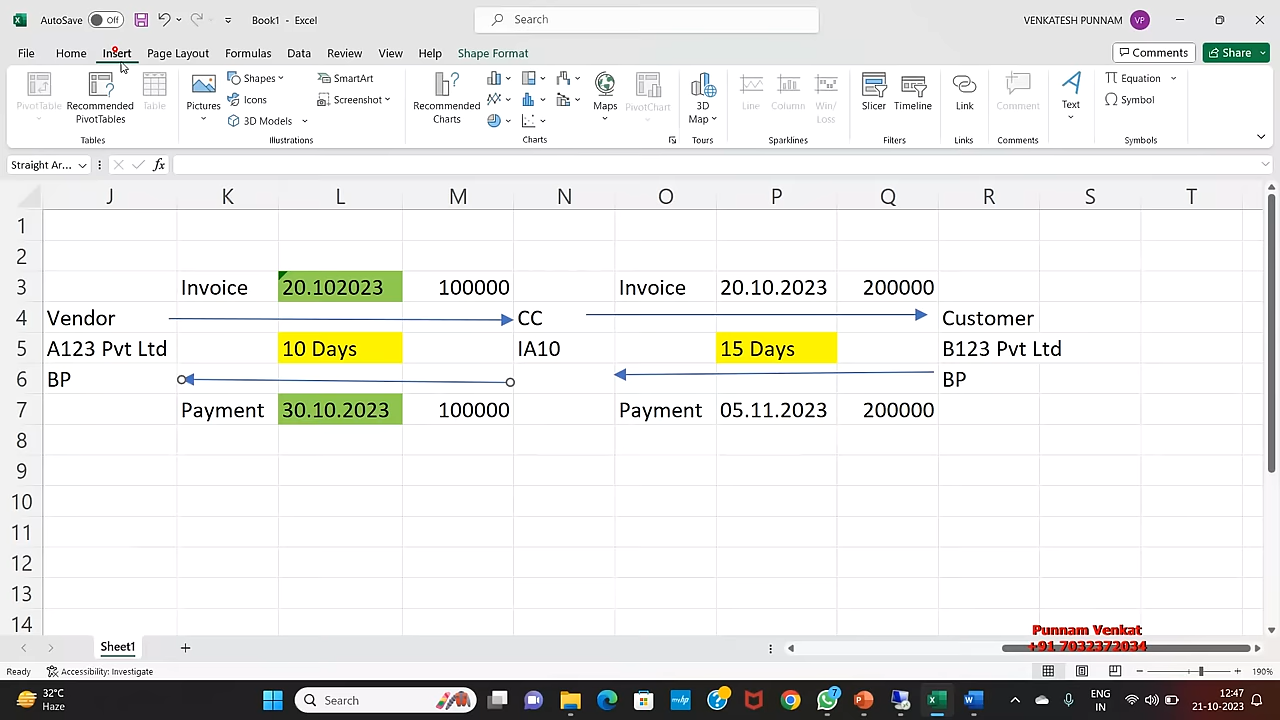 AutoSave Off Book1 - Excel Search VENKATESH PUNNAM VP
File Home Insert Page Layout Formulas Data Review View Help Shape Format Comments Share
PivotTable Recommended PivotTables Table Pictures Shapes Icons 3D Models SmartArt Screenshot Recommended Charts Maps PivotChart 3D Map Line Column Win/Loss Slicer Timeline Link Comment Text Equation Symbol
Tables Illustrations Charts Tours Sparklines Filters Links Comments Symbols
Straight Ar... fx
J K L M N O P Q R S T
1
2
3 Invoice 20.102023 100000 Invoice 20.10.2023 200000
4 Vendor CC Customer
5 A123 Pvt Ltd 10 Days IA10 15 Days B123 Pvt Ltd
6 BP BP
7 Payment 30.10.2023 100000 Payment 05.11.2023 200000
8
9
10
11
12
13
14
Punnam Venkat
+91 7032372034
Sheet1
Ready Accessibility: Investigate 190%
32°C Haze Search hp 7 ENG IN 12:47 21-10-2023